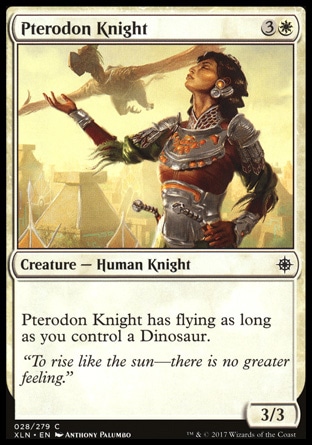 Pterodon Knight 3
Creature — Human Knight
Pterodon Knight has flying as long
as you control a Dinosaur.
“To rise like the sun—there is no greater
feeling.”
3/3
028/279 C
XLN • EN Anthony Palumbo
™ & © 2017 Wizards of the Coast